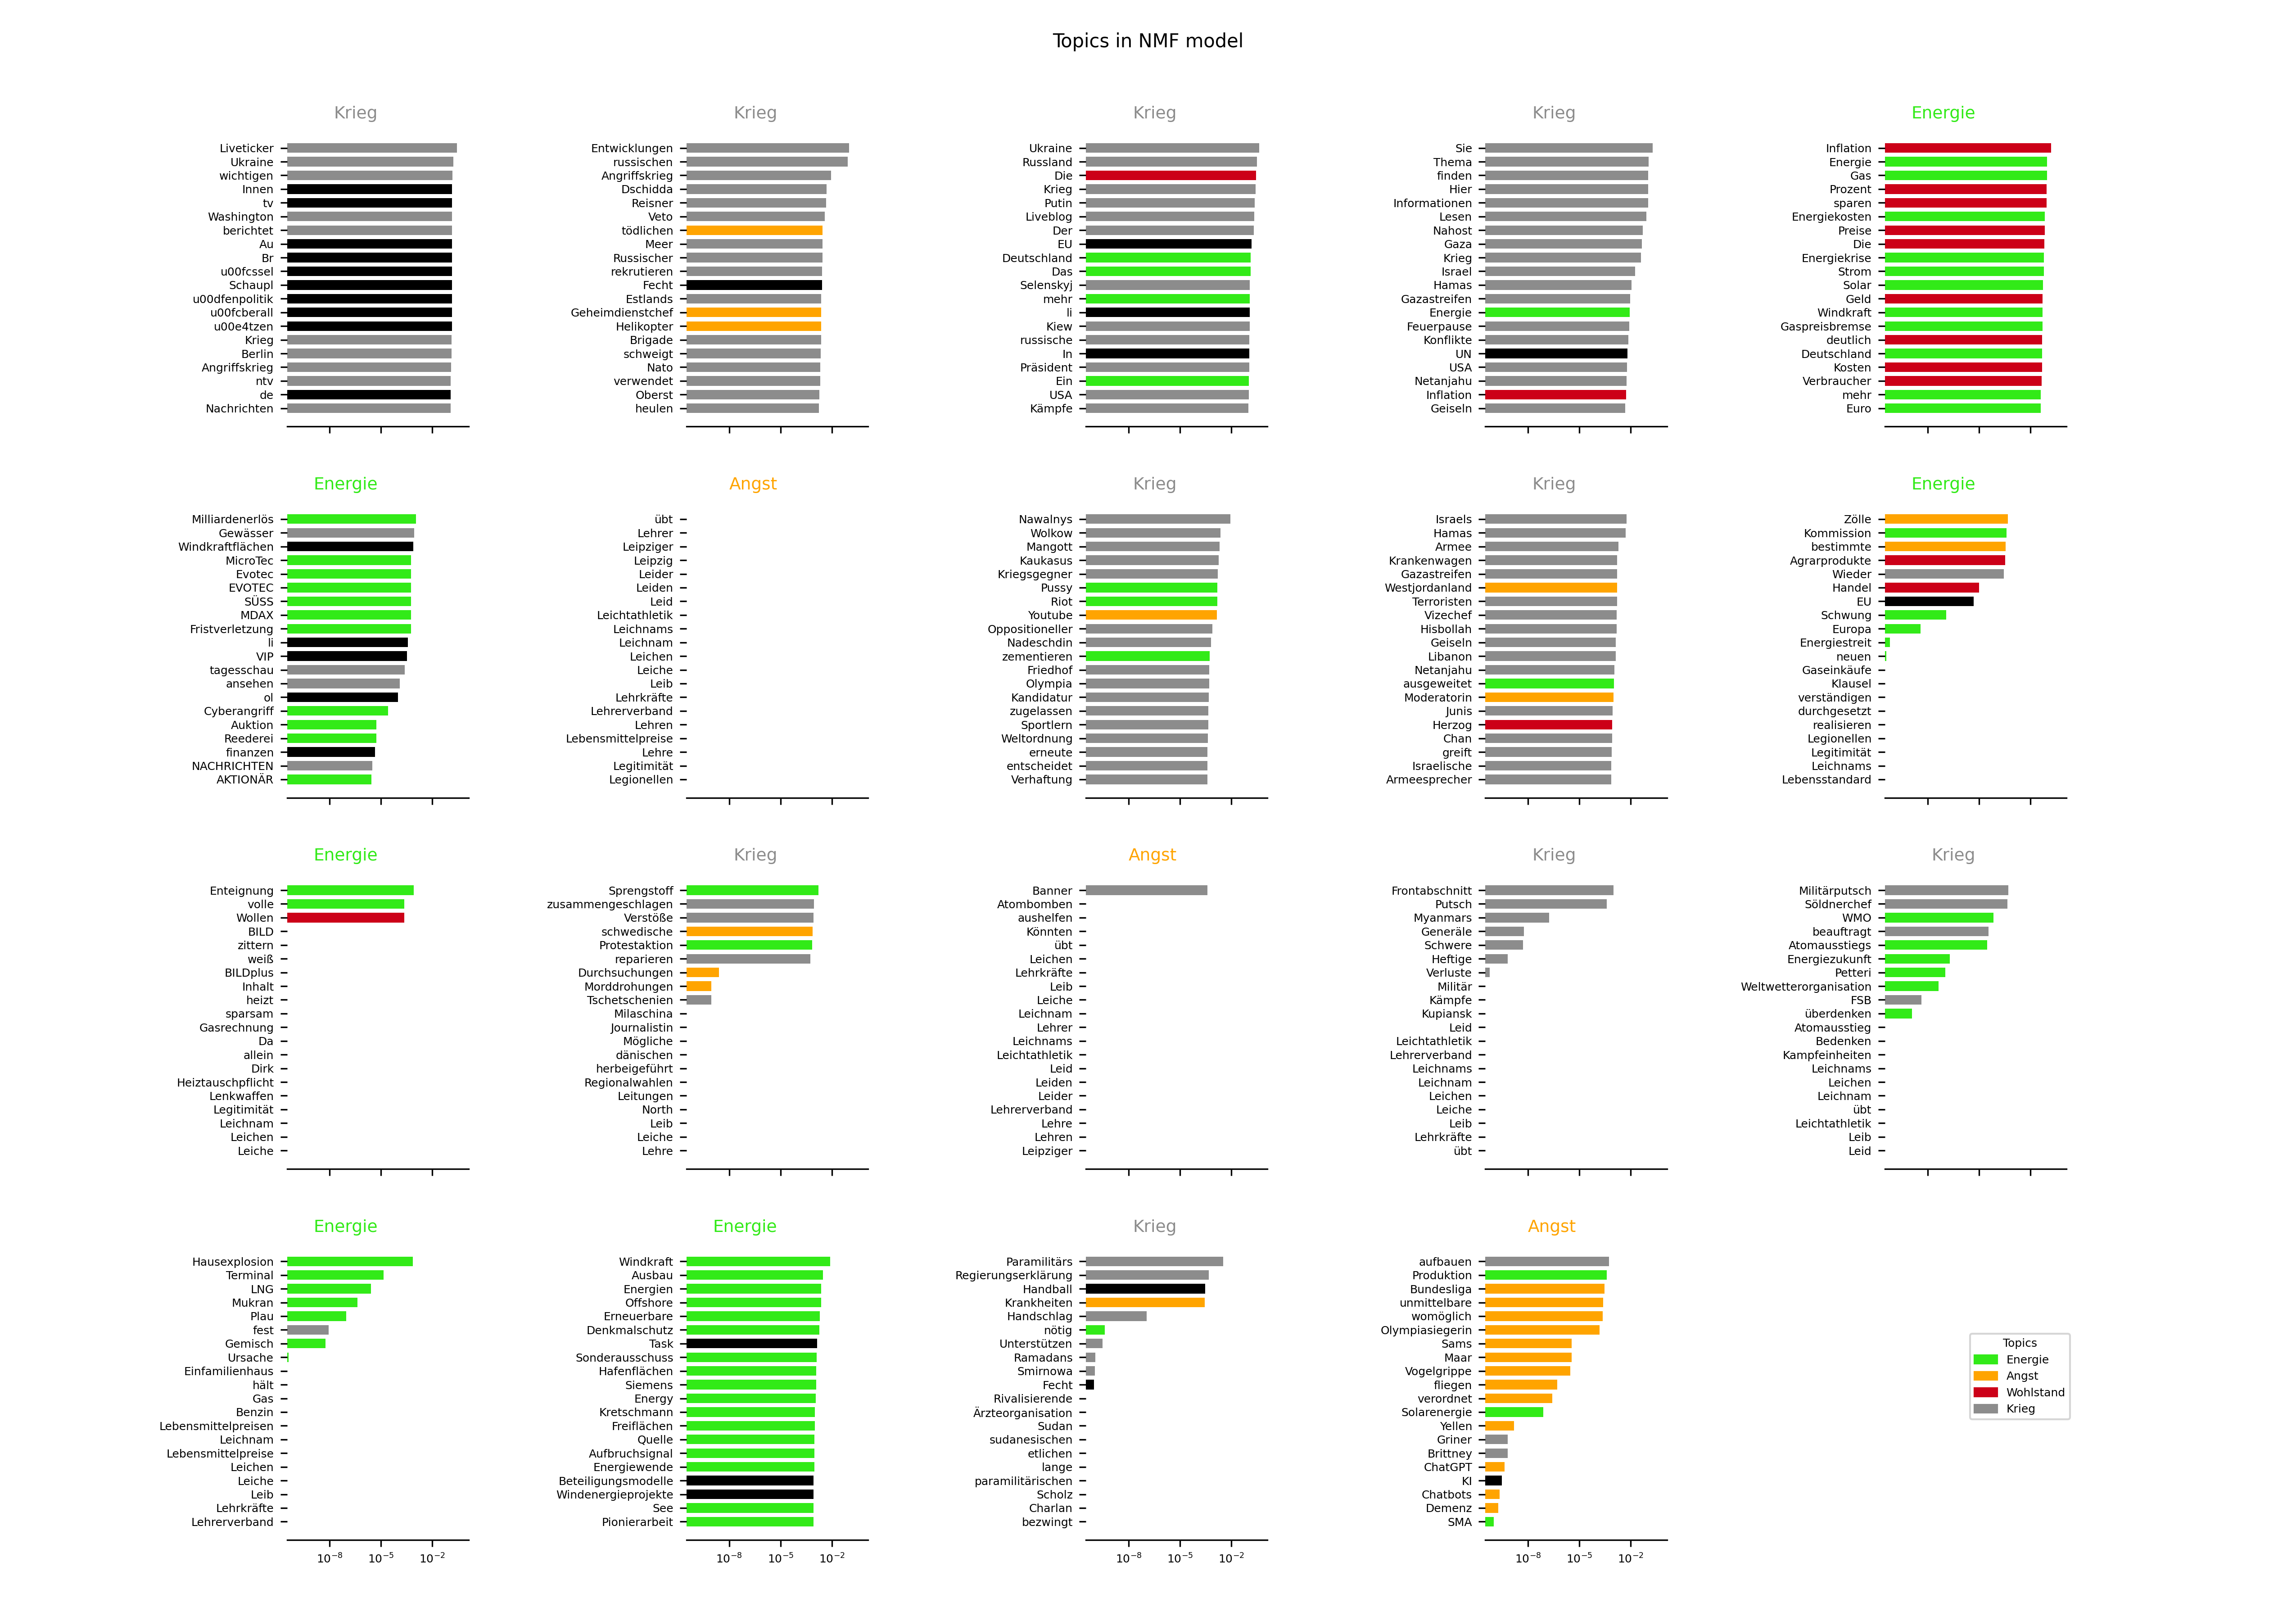 Topics in NMF model
Krieg
Liveticker
Ukraine
wichtigen
Innen
tv
Washington
berichtet
Au
Br
u00fcssel
Schaupl
u00dfenpolitik
u00fcberall
u00e4tzen
Krieg
Berlin
Angriffskrieg
ntv
de
Nachrichten
Krieg
Entwicklungen
russischen
Angriffskrieg
Dschidda
Reisner
Veto
tödlichen
Meer
Russischer
rekrutieren
Fecht
Estlands
Geheimdienstchef
Helikopter
Brigade
schweigt
Nato
verwendet
Oberst
heulen
Krieg
Ukraine
Russland
Die
Krieg
Putin
Liveblog
Der
EU
Deutschland
Das
Selenskyj
mehr
li
Kiew
russische
In
Präsident
Ein
USA
Kämpfe
Krieg
Sie
Thema
finden
Hier
Informationen
Lesen
Nahost
Gaza
Krieg
Israel
Hamas
Gazastreifen
Energie
Feuerpause
Konflikte
UN
USA
Netanjahu
Inflation
Geiseln
Energie
Inflation
Energie
Gas
Prozent
sparen
Energiekosten
Preise
Die
Energiekrise
Strom
Solar
Geld
Windkraft
Gaspreisbremse
deutlich
Deutschland
Kosten
Verbraucher
mehr
Euro
Energie
Milliardenerlös
Gewässer
Windkraftflächen
MicroTec
Evotec
EVOTEC
SÜSS
MDAX
Fristverletzung
li
VIP
tagesschau
ansehen
ol
Cyberangriff
Auktion
Reederei
finanzen
NACHRICHTEN
AKTIONÄR
Angst
übt
Lehrer
Leipziger
Leipzig
Leider
Leiden
Leid
Leichtathletik
Leichnams
Leichnam
Leichen
Leiche
Leib
Lehrkräfte
Lehrerverband
Lehren
Lebensmittelpreise
Lehre
Legitimität
Legionellen
Krieg
Nawalnys
Wolkow
Mangott
Kaukasus
Kriegsgegner
Pussy
Riot
Youtube
Oppositioneller
Nadeschdin
zementieren
Friedhof
Olympia
Kandidatur
zugelassen
Sportlern
Weltordnung
erneute
entscheidet
Verhaftung
Krieg
Israels
Hamas
Armee
Krankenwagen
Gazastreifen
Westjordanland
Terroristen
Vizechef
Hisbollah
Geiseln
Libanon
Netanjahu
ausgeweitet
Moderatorin
Junis
Herzog
Chan
greift
Israelische
Armeesprecher
Energie
Zölle
Kommission
bestimmte
Agrarprodukte
Wieder
Handel
EU
Schwung
Europa
Energiestreit
neuen
Gaseinkäufe
Klausel
verständigen
durchgesetzt
realisieren
Legionellen
Legitimität
Leichnams
Lebensstandard
Energie
Enteignung
volle
Wollen
BILD
zittern
weiß
BILDplus
Inhalt
heizt
sparsam
Gasrechnung
Da
allein
Dirk
Heiztauschpflicht
Lenkwaffen
Legitimität
Leichnam
Leichen
Leiche
Krieg
Sprengstoff
zusammengeschlagen
Verstöße
schwedische
Protestaktion
reparieren
Durchsuchungen
Morddrohungen
Tschetschenien
Milaschina
Journalistin
Mögliche
dänischen
herbeigeführt
Regionalwahlen
Leitungen
North
Leib
Leiche
Lehre
Angst
Banner
Atombomben
aushelfen
Könnten
übt
Leichen
Lehrkräfte
Leib
Leiche
Leichnam
Lehrer
Leichnams
Leichtathletik
Leid
Leiden
Leider
Lehrerverband
Lehre
Lehren
Leipziger
Krieg
Frontabschnitt
Putsch
Myanmars
Generäle
Schwere
Heftige
Verluste
Militär
Kämpfe
Kupiansk
Leid
Leichtathletik
Lehrerverband
Leichnams
Leichnam
Leichen
Leiche
Leib
Lehrkräfte
übt
Krieg
Militärputsch
Söldnerchef
WMO
beauftragt
Atomausstiegs
Energiezukunft
Petteri
Weltwetterorganisation
FSB
überdenken
Atomausstieg
Bedenken
Kampfeinheiten
Leichnams
Leichen
Leichnam
übt
Leichtathletik
Leib
Leid
Energie
Hausexplosion
Terminal
LNG
Mukran
Plau
fest
Gemisch
Ursache
Einfamilienhaus
hält
Gas
Benzin
Lebensmittelpreisen
Leichnam
Lebensmittelpreise
Leichen
Leiche
Leib
Lehrkräfte
Lehrerverband
10⁻⁸ 10⁻⁵ 10⁻²
Energie
Windkraft
Ausbau
Energien
Offshore
Erneuerbare
Denkmalschutz
Task
Sonderausschuss
Hafenflächen
Siemens
Energy
Kretschmann
Freiflächen
Quelle
Aufbruchsignal
Energiewende
Beteiligungsmodelle
Windenergieprojekte
See
Pionierarbeit
10⁻⁸ 10⁻⁵ 10⁻²
Krieg
Paramilitärs
Regierungserklärung
Handball
Krankheiten
Handschlag
nötig
Unterstützen
Ramadans
Smirnowa
Fecht
Rivalisierende
Ärzteorganisation
Sudan
sudanesischen
etlichen
lange
paramilitärischen
Scholz
Charlan
bezwingt
10⁻⁸ 10⁻⁵ 10⁻²
Angst
aufbauen
Produktion
Bundesliga
unmittelbare
womöglich
Olympiasiegerin
Sams
Maar
Vogelgrippe
fliegen
verordnet
Solarenergie
Yellen
Griner
Brittney
ChatGPT
KI
Chatbots
Demenz
SMA
10⁻⁸ 10⁻⁵ 10⁻²
Topics
Energie
Angst
Wohlstand
Krieg